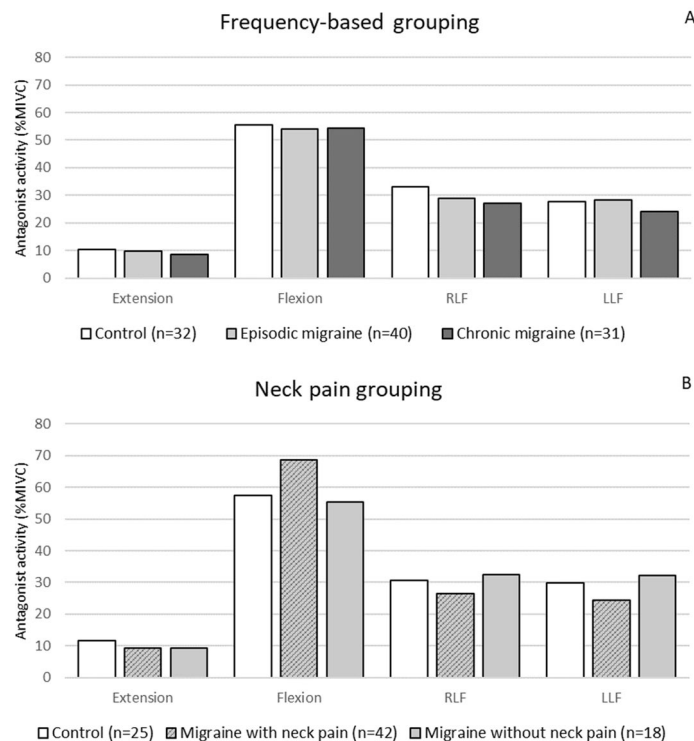 Frequency-based grouping
A
Antagonist activity (%MIVC)
80
70
60
50
40
30
20
10
0
Extension Flexion RLF LLF
Control (n=32) Episodic migraine (n=40) Chronic migraine (n=31)
Neck pain grouping
B
Antagonist activity (%MIVC)
80
70
60
50
40
30
20
10
0
Extension Flexion RLF LLF
Control (n=25) Migraine with neck pain (n=42) Migraine without neck pain (n=18)